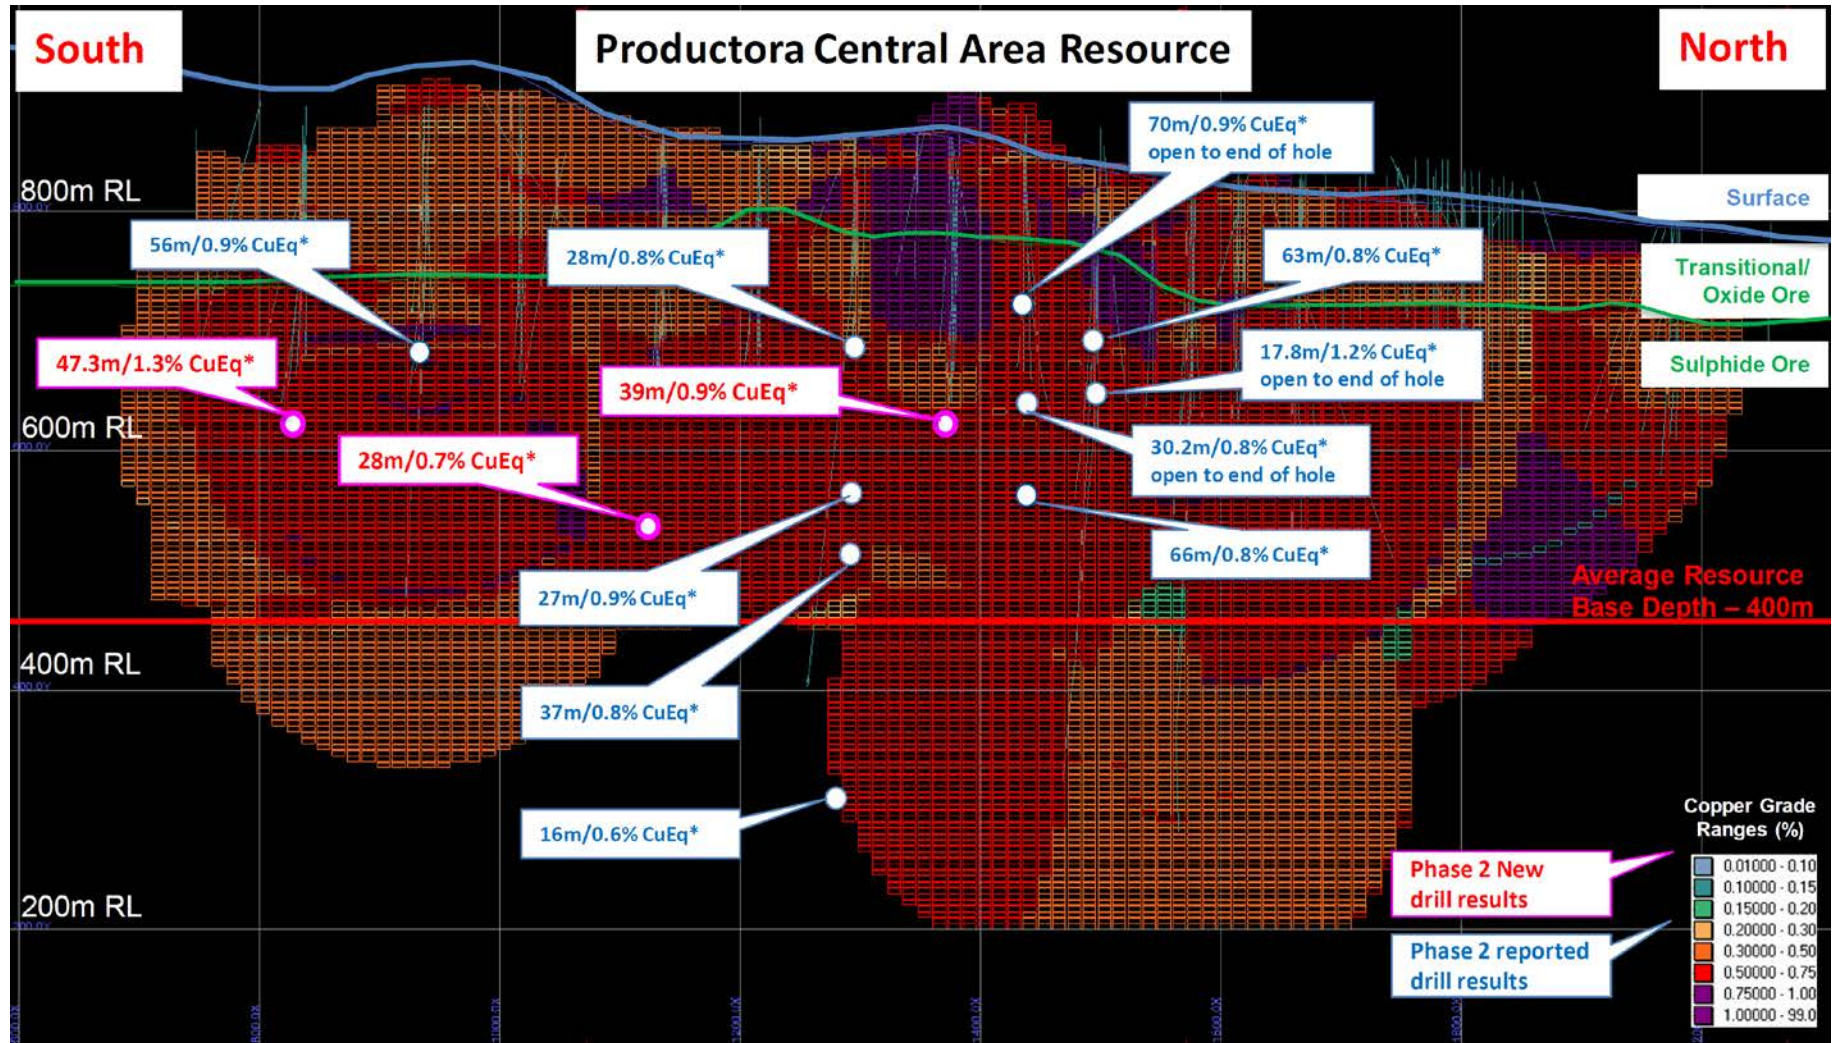 South
Productora Central Area Resource
North
70m/0.9% CuEq*
open to end of hole
800m RL
Surface
56m/0.9% CuEq*
28m/0.8% CuEq*
63m/0.8% CuEq*
Transitional/
Oxide Ore
47.3m/1.3% CuEq*
39m/0.9% CuEq*
17.8m/1.2% CuEq*
open to end of hole
Sulphide Ore
600m RL
28m/0.7% CuEq*
30.2m/0.8% CuEq*
open to end of hole
66m/0.8% CuEq*
27m/0.9% CuEq*
Average Resource
Base Depth – 400m
400m RL
37m/0.8% CuEq*
16m/0.6% CuEq*
200m RL
Phase 2 New
drill results
Phase 2 reported
drill results
Copper Grade
Ranges (%)
0.01000 - 0.10
0.10000 - 0.15
0.15000 - 0.20
0.20000 - 0.30
0.30000 - 0.50
0.50000 - 0.75
0.75000 - 1.00
1.00000 - 99.0